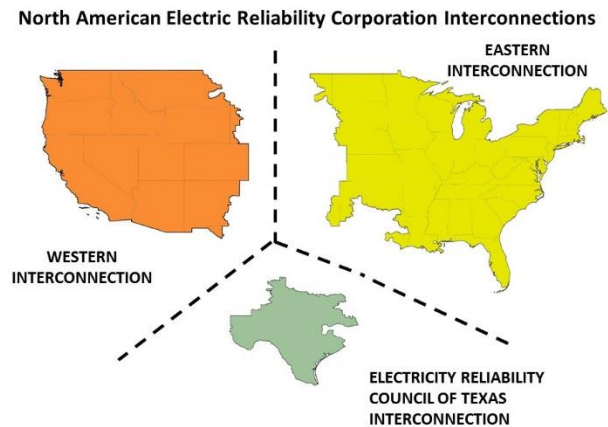 North American Electric Reliability Corporation Interconnections
EASTERN
INTERCONNECTION
WESTERN
INTERCONNECTION
ELECTRICITY RELIABILITY
COUNCIL OF TEXAS
INTERCONNECTION